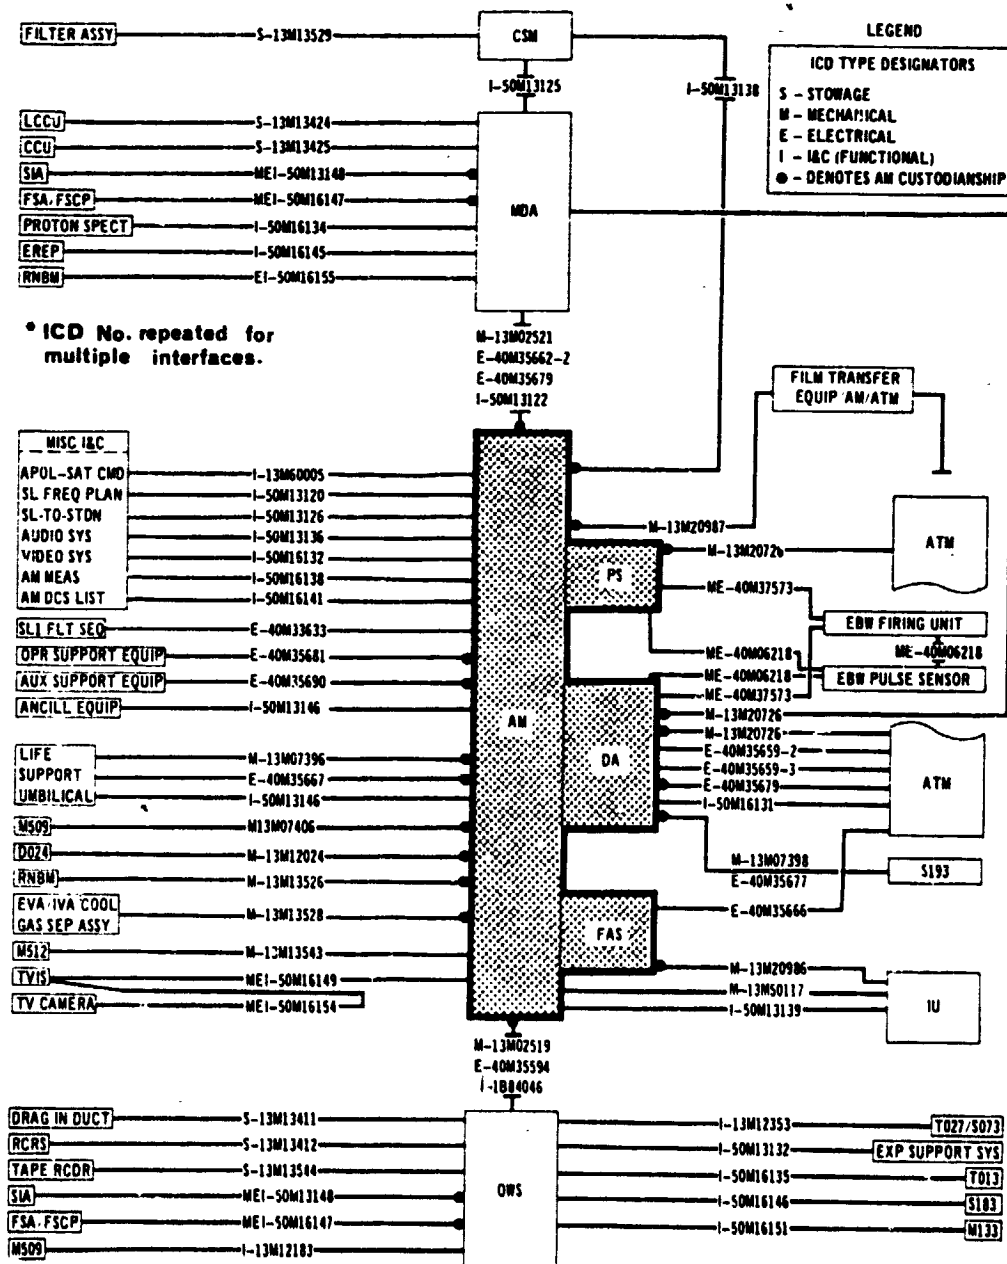 FILTER ASSY S-13M13529 CSM
I-50M13125
I-50M13138
LEGEND
ICD TYPE DESIGNATORS
S - STOWAGE
M - MECHANICAL
E - ELECTRICAL
I - I&C (FUNCTIONAL)
● - DENOTES AM CUSTODIANSHIP
LCCU S-13M13424
CCU S-13M13425
SIA MEI-50M13148
FSA, FSCP MEI-50M16147
PROTON SPECT I-50M16134
EREP I-50M16145
RNBM EI-50M16155
MDA
* ICD No. repeated for
multiple interfaces.
M-13M02521
E-40M35662-2
E-40M35679
I-50M13122
FILM TRANSFER
EQUIP AM/ATM
MISC I&C
APOL-SAT CMD I-13M60005
SL FREQ PLAN I-50M13120
SL-TO-STDN I-50M13126
AUDIO SYS I-50M13136
VIDEO SYS I-50M16132
AM MEAS I-50M16138
AM DCS LIST I-50M16141
SL1 FLT SEQ E-40M33633
OPR SUPPORT EQUIP E-40M35681
AUX SUPPORT EQUIP E-40M35690
ANCILL EQUIP I-50M13146
LIFE
SUPPORT
UMBILICAL
M-13M07396
E-40M35667
I-50M13146
M509 M13M07406
D024 M-13M12024
RNBM M-13M13526
EVA/IVA COOL
GAS SEP ASSY
M-13M13528
M512 M-13M13543
TVIS MEI-50M16149
TV CAMERA MEI-50M16154
AM
PS
DA
FAS
M-13M20987
M-13M20726
ATM
ME-40M37573
EBW FIRING UNIT
ME-40M06218
ME-40M06218
EBW PULSE SENSOR
ME-40M06218
ME-40M37573
M-13M20726
M-13M20726
E-40M35659-2
E-40M35659-3
E-40M35679
I-50M16131
ATM
M-13M07398
E-40M35677
S193
E-40M35666
M-13M20986
M-13M50117
I-50M13139
IU
M-13M02519
E-40M35594
I-1B84046
DRAG IN DUCT S-13M13411
RCRS S-13M13412
TAPE RCDR S-13M13544
SIA MEI-50M13148
FSA, FSCP MEI-50M16147
M509 I-13M12183
OWS
I-13M12353 T027/S073
I-50M13132 EXP SUPPORT SYS
I-50M16135 T013
I-50M16146 S183
I-50M16151 M133